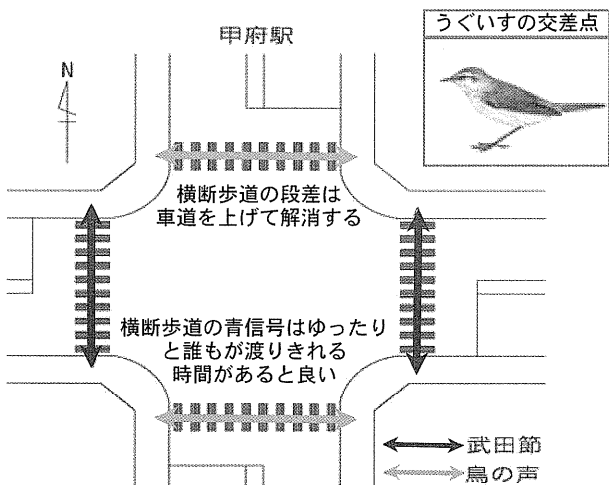 甲府駅
うぐいすの交差点
N
横断歩道の段差は
車道を上げて解消する
横断歩道の青信号はゆったり
と誰もが渡りきれる
時間があると良い
武田節
鳥の声